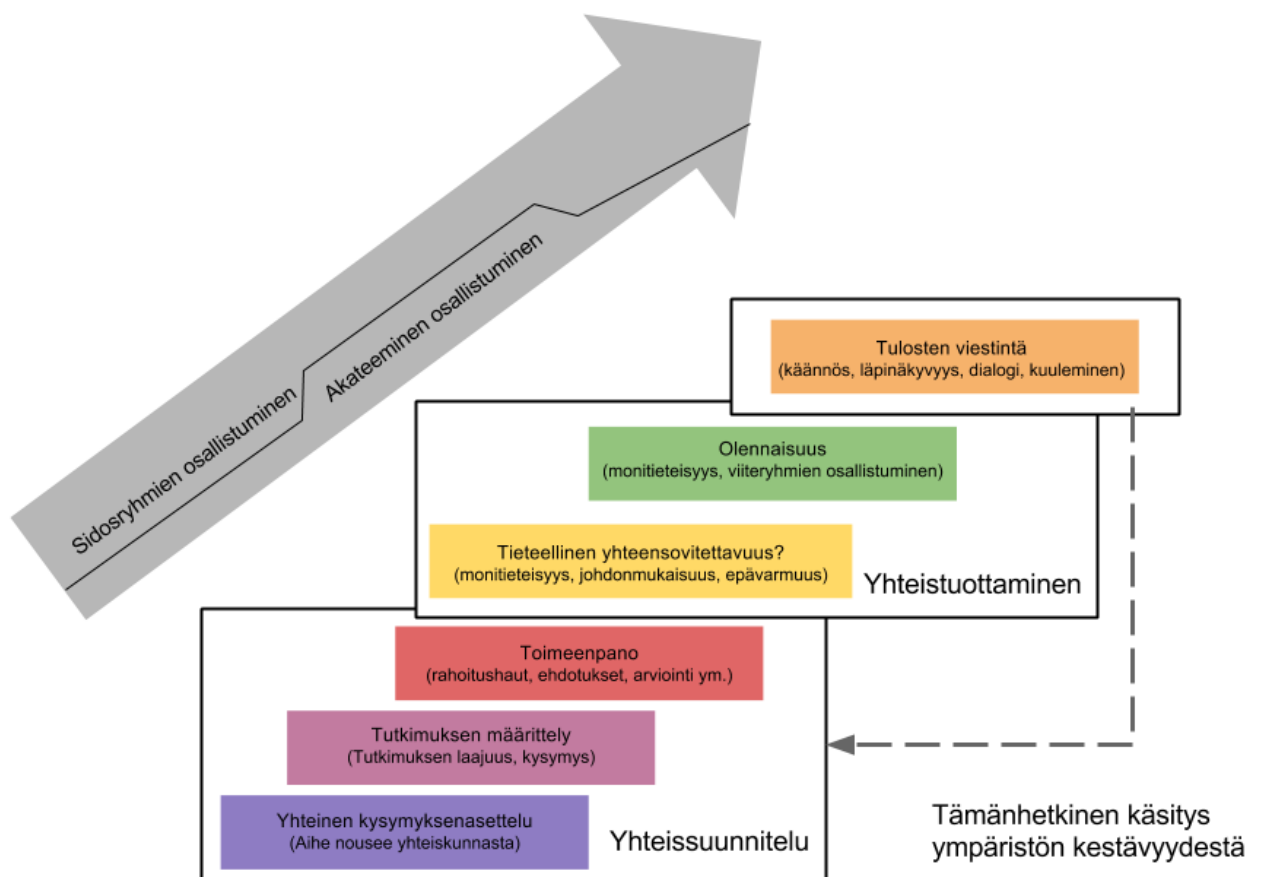 Sidosryhmien osallistuminen
Akateeminen osallistuminen
Tulosten viestintä
(käännös, läpinäkyvyys, dialogi, kuuleminen)
Olennaisuus
(monitieteisyys, viiteryhmien osallistuminen)
Tieteellinen yhteensovitettavuus?
(monitieteisyys, johdonmukaisuus, epävarmuus)
Yhteistuottaminen
Toimeenpano
(rahoitushaut, ehdotukset, arviointi ym.)
Tutkimuksen määrittely
(Tutkimuksen laajuus, kysymys)
Yhteinen kysymyksenasettelu
(Aihe nousee yhteiskunnasta)
Yhteissuunnitelu
Tämänhetkinen käsitys
ympäristön kestävyydestä